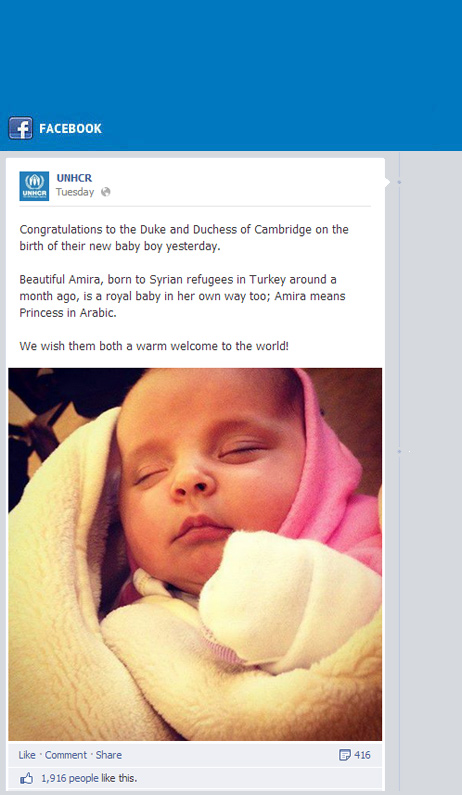 FACEBOOK
UNHCR
UNHCR
Tuesday
Congratulations to the Duke and Duchess of Cambridge on the
birth of their new baby boy yesterday.
Beautiful Amira, born to Syrian refugees in Turkey around a
month ago, is a royal baby in her own way too; Amira means
Princess in Arabic.
We wish them both a warm welcome to the world!
Like · Comment · Share
416
1,916 people like this.